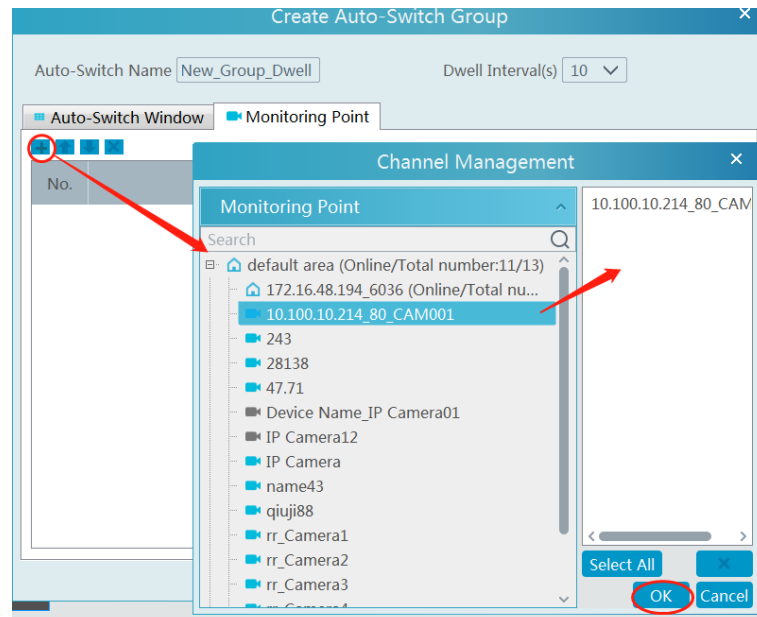 Create Auto-Switch Group
Auto-Switch Name New_Group_Dwell Dwell Interval(s) 10
Auto-Switch Window Monitoring Point
No.
Channel Management
Monitoring Point
Search
default area (Online/Total number:11/13)
172.16.48.194_6036 (Online/Total nu...
10.100.10.214_80_CAM001
243
28138
47.71
Device Name_IP Camera01
IP Camera12
IP Camera
name43
qiuji88
rr_Camera1
rr_Camera2
rr_Camera3
10.100.10.214_80_CAM
Select All
OK Cancel